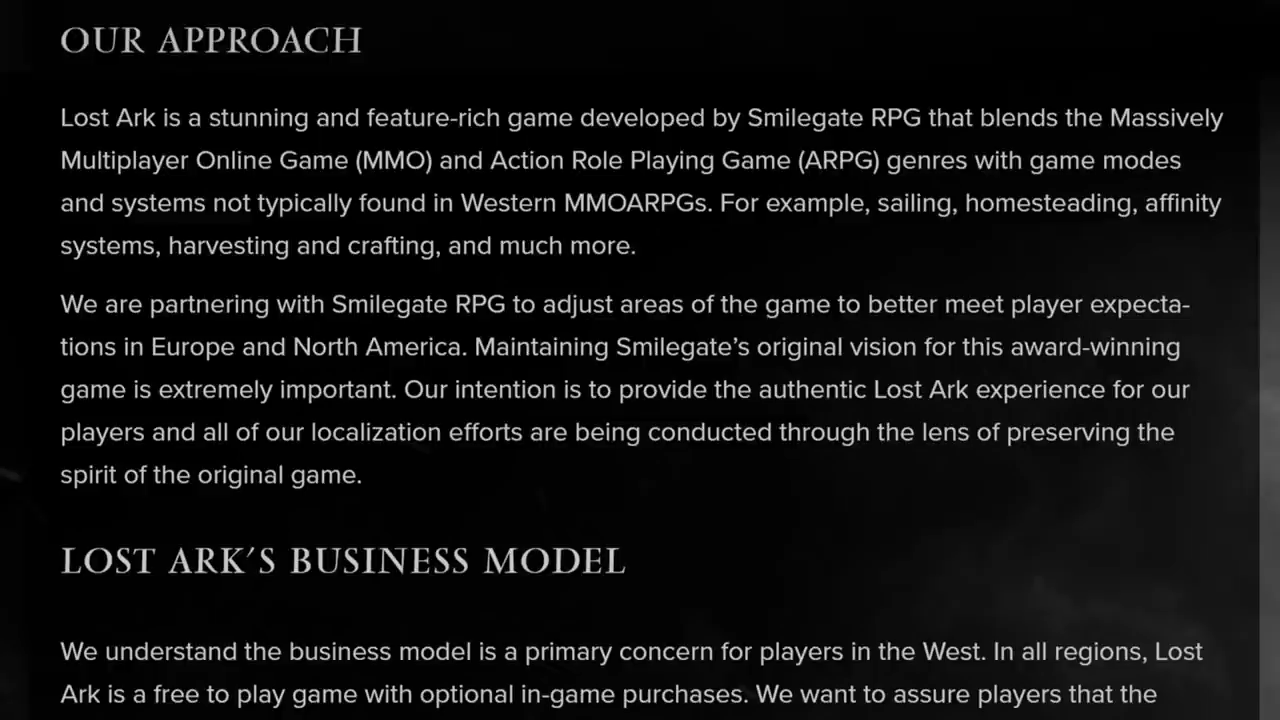 OUR APPROACH
Lost Ark is a stunning and feature-rich game developed by Smilegate RPG that blends the Massively
Multiplayer Online Game (MMO) and Action Role Playing Game (ARPG) genres with game modes
and systems not typically found in Western MMOARPGs. For example, sailing, homesteading, affinity
systems, harvesting and crafting, and much more.
We are partnering with Smilegate RPG to adjust areas of the game to better meet player expecta-
tions in Europe and North America. Maintaining Smilegate’s original vision for this award-winning
game is extremely important. Our intention is to provide the authentic Lost Ark experience for our
players and all of our localization efforts are being conducted through the lens of preserving the
spirit of the original game.
LOST ARK’S BUSINESS MODEL
We understand the business model is a primary concern for players in the West. In all regions, Lost
Ark is a free to play game with optional in-game purchases. We want to assure players that the